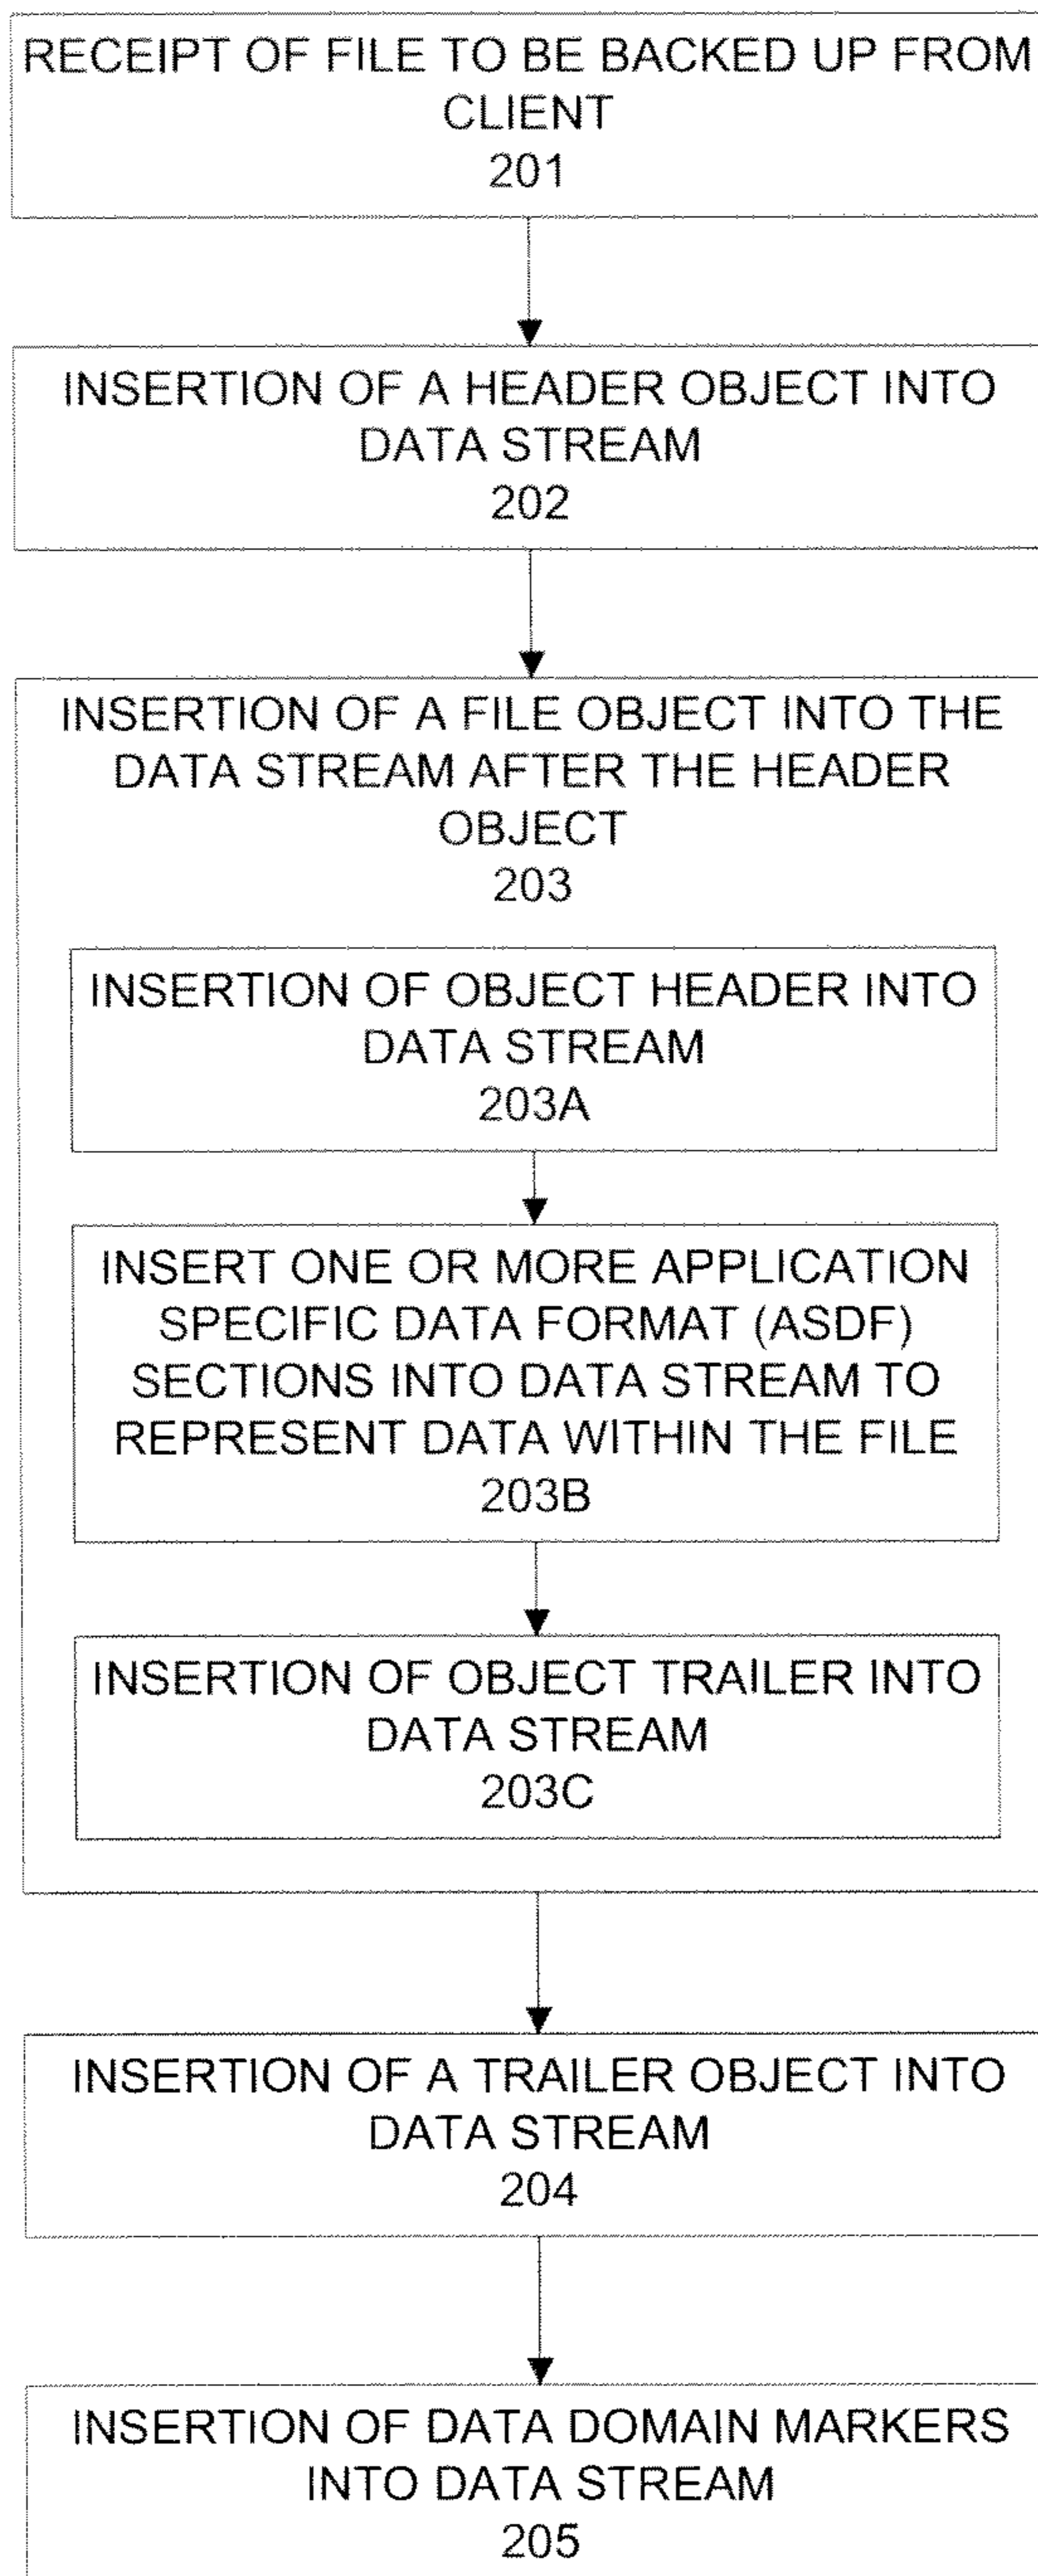 RECEIPT OF FILE TO BE BACKED UP FROM
CLIENT
201
INSERTION OF A HEADER OBJECT INTO
DATA STREAM
202
INSERTION OF A FILE OBJECT INTO THE
DATA STREAM AFTER THE HEADER
OBJECT
203
INSERTION OF OBJECT HEADER INTO
DATA STREAM
203A
INSERT ONE OR MORE APPLICATION
SPECIFIC DATA FORMAT (ASDF)
SECTIONS INTO DATA STREAM TO
REPRESENT DATA WITHIN THE FILE
203B
INSERTION OF OBJECT TRAILER INTO
DATA STREAM
203C
INSERTION OF A TRAILER OBJECT INTO
DATA STREAM
204
INSERTION OF DATA DOMAIN MARKERS
INTO DATA STREAM
205